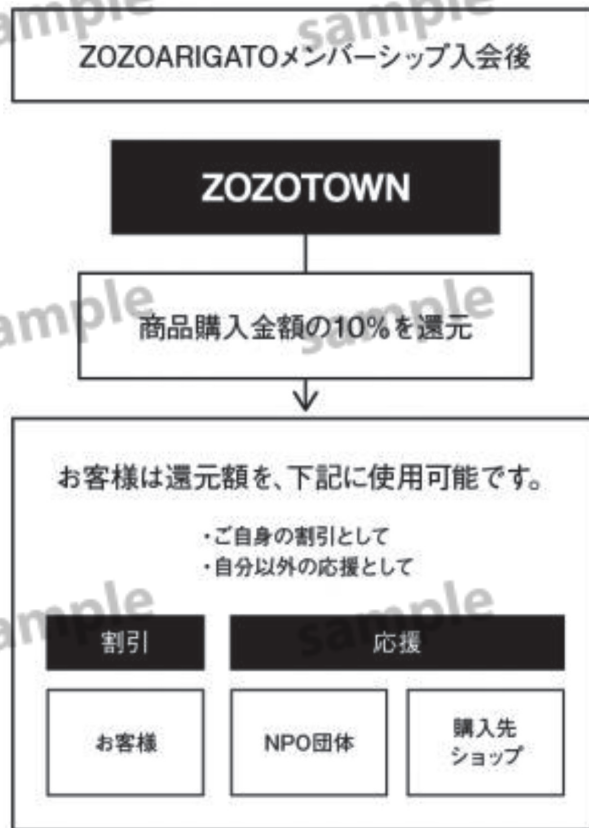 sample
sample
ZOZOARIGATOメンバーシップ入会後
ZOZOTOWN
sample
sample
商品購入金額の10%を還元
お客様は還元額を、下記に使用可能です。
・ご自身の割引として
・自分以外の応援として
sample
sample
割引
応援
お客様
NPO団体
購入先
ショップ